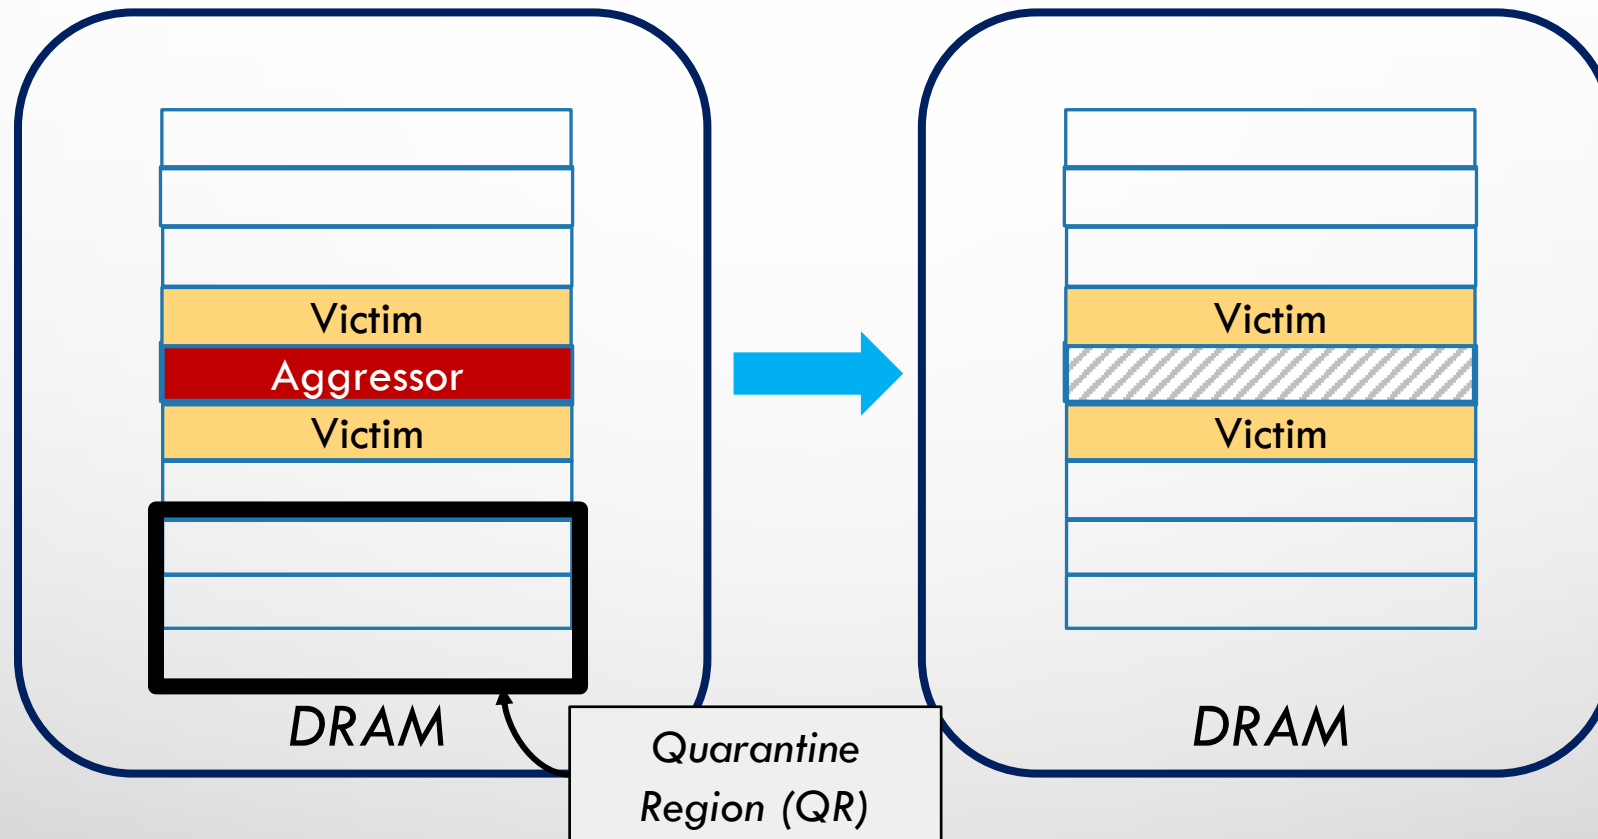 Victim
Aggressor
Victim
DRAM
Quarantine
Region (QR)
Victim
Victim
DRAM